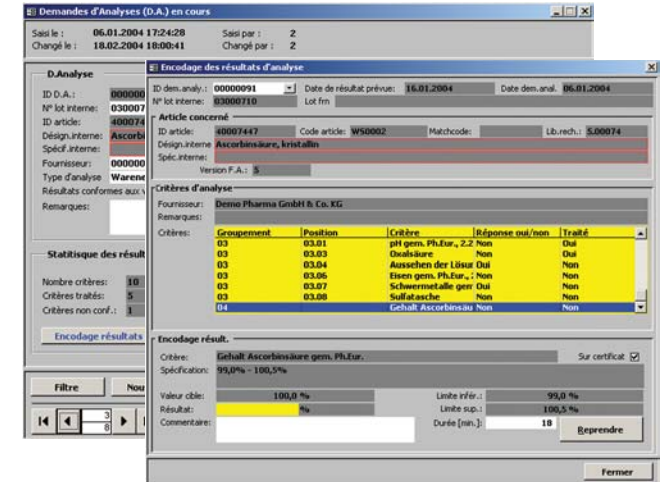 Demandes d'Analyses (D.A.) en cours
Saisi le : 06.01.2004 17:24:28 Saisi par : 2
Changé le : 18.02.2004 18:00:41 Changé par : 2
D.Analyse
ID D.A.:
N° lot interne:
ID article:
Désign.interne:
Spécif.interne:
Fournisseur:
Type d'analyse
Résultats conformes aux
Remarques:
Statitisque des résult
Nombre critères: 10
Critères traités: 5
Critères non conf.: 1
Encodage résultats
Filtre Nou
3
8
Encodage des résultats d'analyse
ID dem.analy.: 00000091 Date de résultat prévue: 16.01.2004 Date dem.anal. 06.01.2004
N° lot interne: 03000710 Lot frn
Article concerné
ID article: 40007447 Code article: W50002 Matchcode: Lib.rech.: 5.00074
Désign.interne Ascorbinsäure, kristallin
Spéc.interne:
Version F.A.: 5
Critères d'analyse
Fournisseur: Demo Pharma GmbH & Co. KG
Remarques:
Critères: Groupement Position Critère Réponse oui/non Traité
03 03.01 pH gem. Ph.Eur., 2.2 Non Oui
03 03.03 Oxalsäure Non Oui
03 03.04 Aussehen der Lösur Oui Non
03 03.06 Eisen gem. Ph.Eur., Non Non
03 03.07 Schwermetalle gem Oui Non
03 03.08 Sulfatasche Non Non
04 Gehalt Ascorbinsäu Non Non
Encodage result.
Critère: Gehalt Ascorbinsäure gem. Ph.Eur. Sur certificat
Spécification: 99,0% - 100,5%
Valeur cible: 100,0 % Limite infér.: 99,0 %
Résultat: % Limite sup.: 100,5 %
Commentaire: Durée [min.]: 18
Reprendre
Fermer